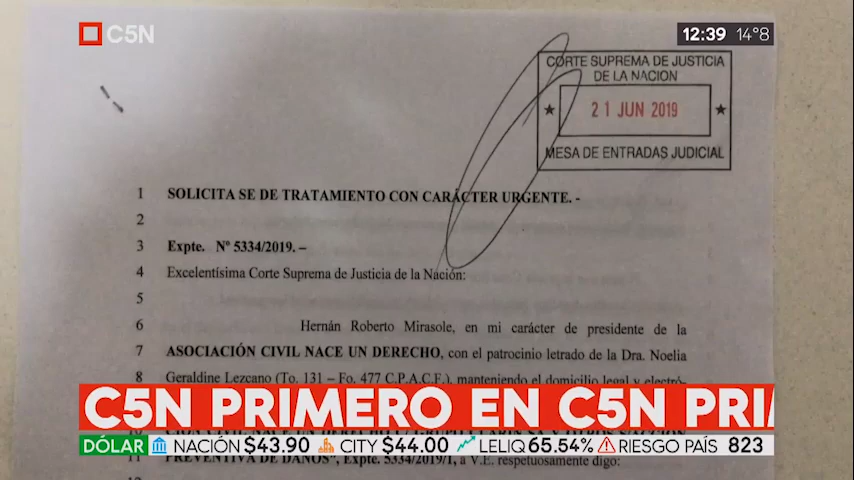 C5N
12:39 14°8
CORTE SUPREMA DE JUSTICIA
DE LA NACION
21 JUN 2019
MESA DE ENTRADAS JUDICIAL
1 SOLICITA SE DE TRATAMIENTO CON CARÁCTER URGENTE. -
2
3 Expte. Nº 5334/2019. –
4 Excelentísima Corte Suprema de Justicia de la Nación:
5
6 Hernán Roberto Mirasole, en mi carácter de presidente de la
7 ASOCIACIÓN CIVIL NACE UN DERECHO, con el patrocinio letrado de la Dra. Noelia
8 Geraldine Lezcano (To. 131 – Fo. 477 C.P.A.C.F.), manteniendo el domicilio legal y electró-
C5N PRIMERO EN C5N PRI
DÓLAR NACIÓN $43.90 CITY $44.00 LELIQ 65.54% RIESGO PAÍS 823
11 PREVENTIVA DE DAÑOS", Expte. 5334/2019/1, a V.E. respetuosamente digo: